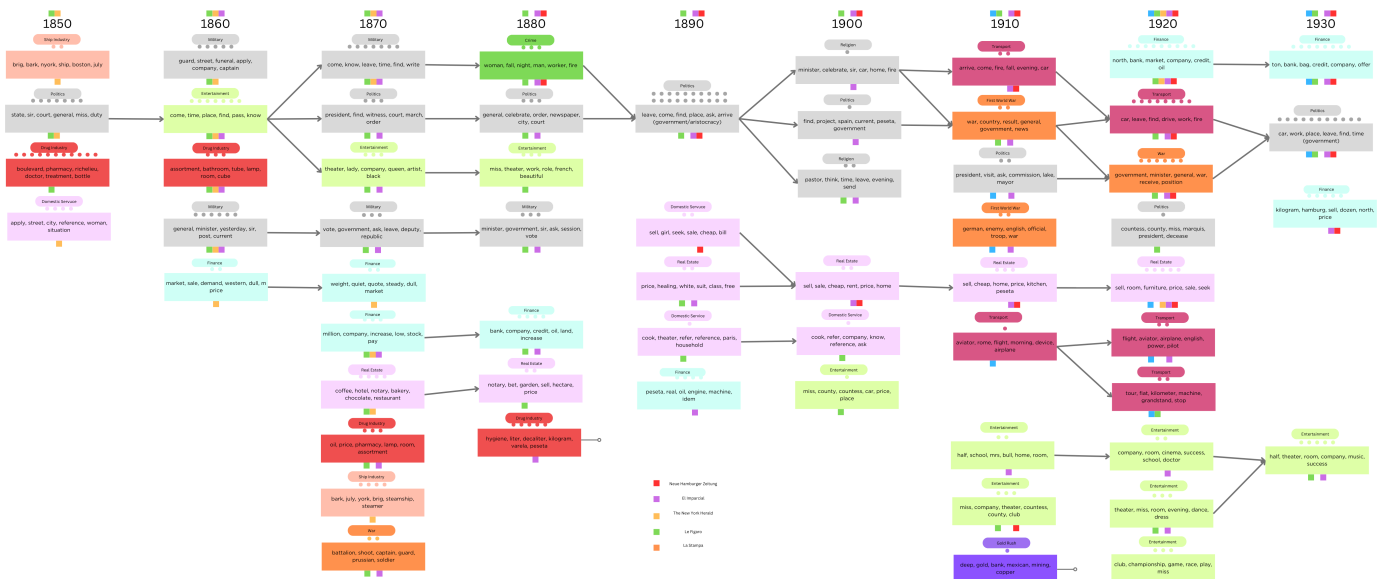 1850
1860
1870
1880
1890
1900
1910
1920
1930
Ship Industry
brig, bark, nyork, ship, boston, july
Politics
state, sir, court, general, miss, duty
Drug Industry
boulevard, pharmacy, richelieu,
doctor, treatment, bottle
Domestic Servuce
apply, street, city, reference, woman,
situation
Military
guard, street, funeral, apply,
company, captain
Entertainment
come, time, place, find, pass, know
Drug Industry
assortment, bathroom, tube, lamp,
room, cube
Military
general, minister, yesterday, sir,
post, current
Finance
market, sale, demand, western, dull, m
price
Military
come, know, leave, time, find, write
Politics
president, find, witness, court, march,
order
Entertainment
theater, lady, company, queen, artist,
black
Military
vote, government, ask, leave, deputy,
republic
Finance
weight, quiet, quote, steady, dull,
market
Finance
million, company, increase, low, stock,
pay
Real Estate
coffee, hotel, notary, bakery,
chocolate, restaurant
Drug Industry
oil, price, pharmacy, lamp, room,
assortment
Ship Industry
bark, july, york, brig, steamship,
steamer
War
battalion, shoot, captain, guard,
prussian, soldier
Crime
woman, fall, night, man, worker, fire
Politics
general, celebrate, order, newspaper,
city, court
Entertainment
miss, theater, work, role, french,
beautiful
Military
minister, government, sir, ask, session,
vote
Finance
bank, company, credit, oil, land,
increase
Real Estate
notary, bet, garden, sell, hectare,
price
Drug Industry
hygiene, liter, decaliter, kilogram,
varela, peseta
Politics
leave, come, find, place, ask, arrive
(government/aristocracy)
Domestic Service
sell, girl, seek, sale, cheap, bill
Real Estate
price, healing, white, suit, class, free
Domestic Service
cook, theater, refer, reference, paris,
household
Finance
peseta, real, oil, engine, machine,
idem
Religion
minister, celebrate, sir, car, home, fire
Politics
find, project, spain, current, peseta,
government
Religion
pastor, think, time, leave, evening,
send
Real Estate
sell, sale, cheap, rent, price, home
Domestic Service
cook, refer, company, know,
reference, ask
Entertainment
miss, county, countess, car, price,
place
Transport
arrive, come, fire, fall, evening, car
First World War
war, country, result, general,
government, news
Politics
president, visit, ask, commission, lake,
mayor
First World War
german, enemy, english, official,
troop, war
Real Estate
sell, cheap, home, price, kitchen,
peseta
Transport
aviator, rome, flight, morning, device,
airplane
Entertainment
half, school, mrs, bull, home, room,
Entertainment
miss, company, theater, countess,
county, club
Gold Rush
deep, gold, bank, mexican, mining,
copper
Finance
north, bank, market, company, credit,
oil
Transport
car, leave, find, drive, work, fire
War
government, minister, general, war,
receive, position
Politics
countess, county, miss, marquis,
president, decease
Real Estate
sell, room, furniture, price, sale, seek
Transport
flight, aviator, airplane, english,
power, pilot
Transport
tour, fiat, kilometer, machine,
grandstand, stop
Entertainment
company, room, cinema, success,
school, doctor
Entertainment
theater, miss, room, evening, dance,
dress
Entertainment
club, championship, game, race, play,
miss
Finance
ton, bank, bag, credit, company, offer
Politics
car, work, place, leave, find, time
(government)
Finance
kilogram, hamburg, sell, dozen, north,
price
Entertainment
half, theater, room, company, music,
success
Neue Hamburger Zeitung
El Imparcial
The New York Herald
Le Figaro
La Stampa